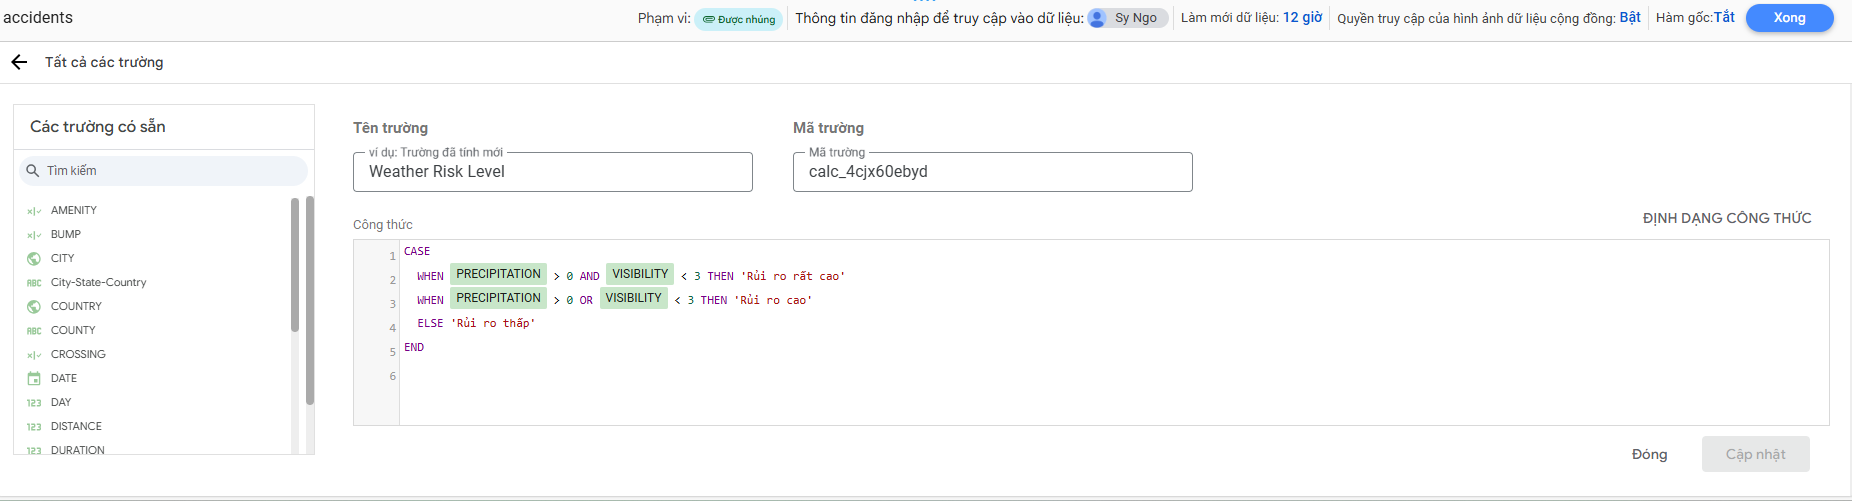 accidents
Phạm vi: Được nhúng Thông tin đăng nhập để truy cập vào dữ liệu: Sy Ngo Làm mới dữ liệu: 12 giờ Quyền truy cập của hình ảnh dữ liệu cộng đồng: Bật Hàm gốc:Tắt Xong
Tất cả các trường
Các trường có sẵn
Tìm kiếm
AMENITY
BUMP
CITY
ABC City-State-Country
COUNTRY
ABC COUNTY
CROSSING
DATE
123 DAY
123 DISTANCE
123 DURATION
Tên trường
ví dụ: Trường đã tính mới
Weather Risk Level
Mã trường
Mã trường
calc_4cjx60ebyd
Công thức
ĐỊNH DẠNG CÔNG THỨC
1 CASE
2 WHEN PRECIPITATION > 0 AND VISIBILITY < 3 THEN 'Rủi ro rất cao'
3 WHEN PRECIPITATION > 0 OR VISIBILITY < 3 THEN 'Rủi ro cao'
4 ELSE 'Rủi ro thấp'
5 END
6
Đóng Cập nhật